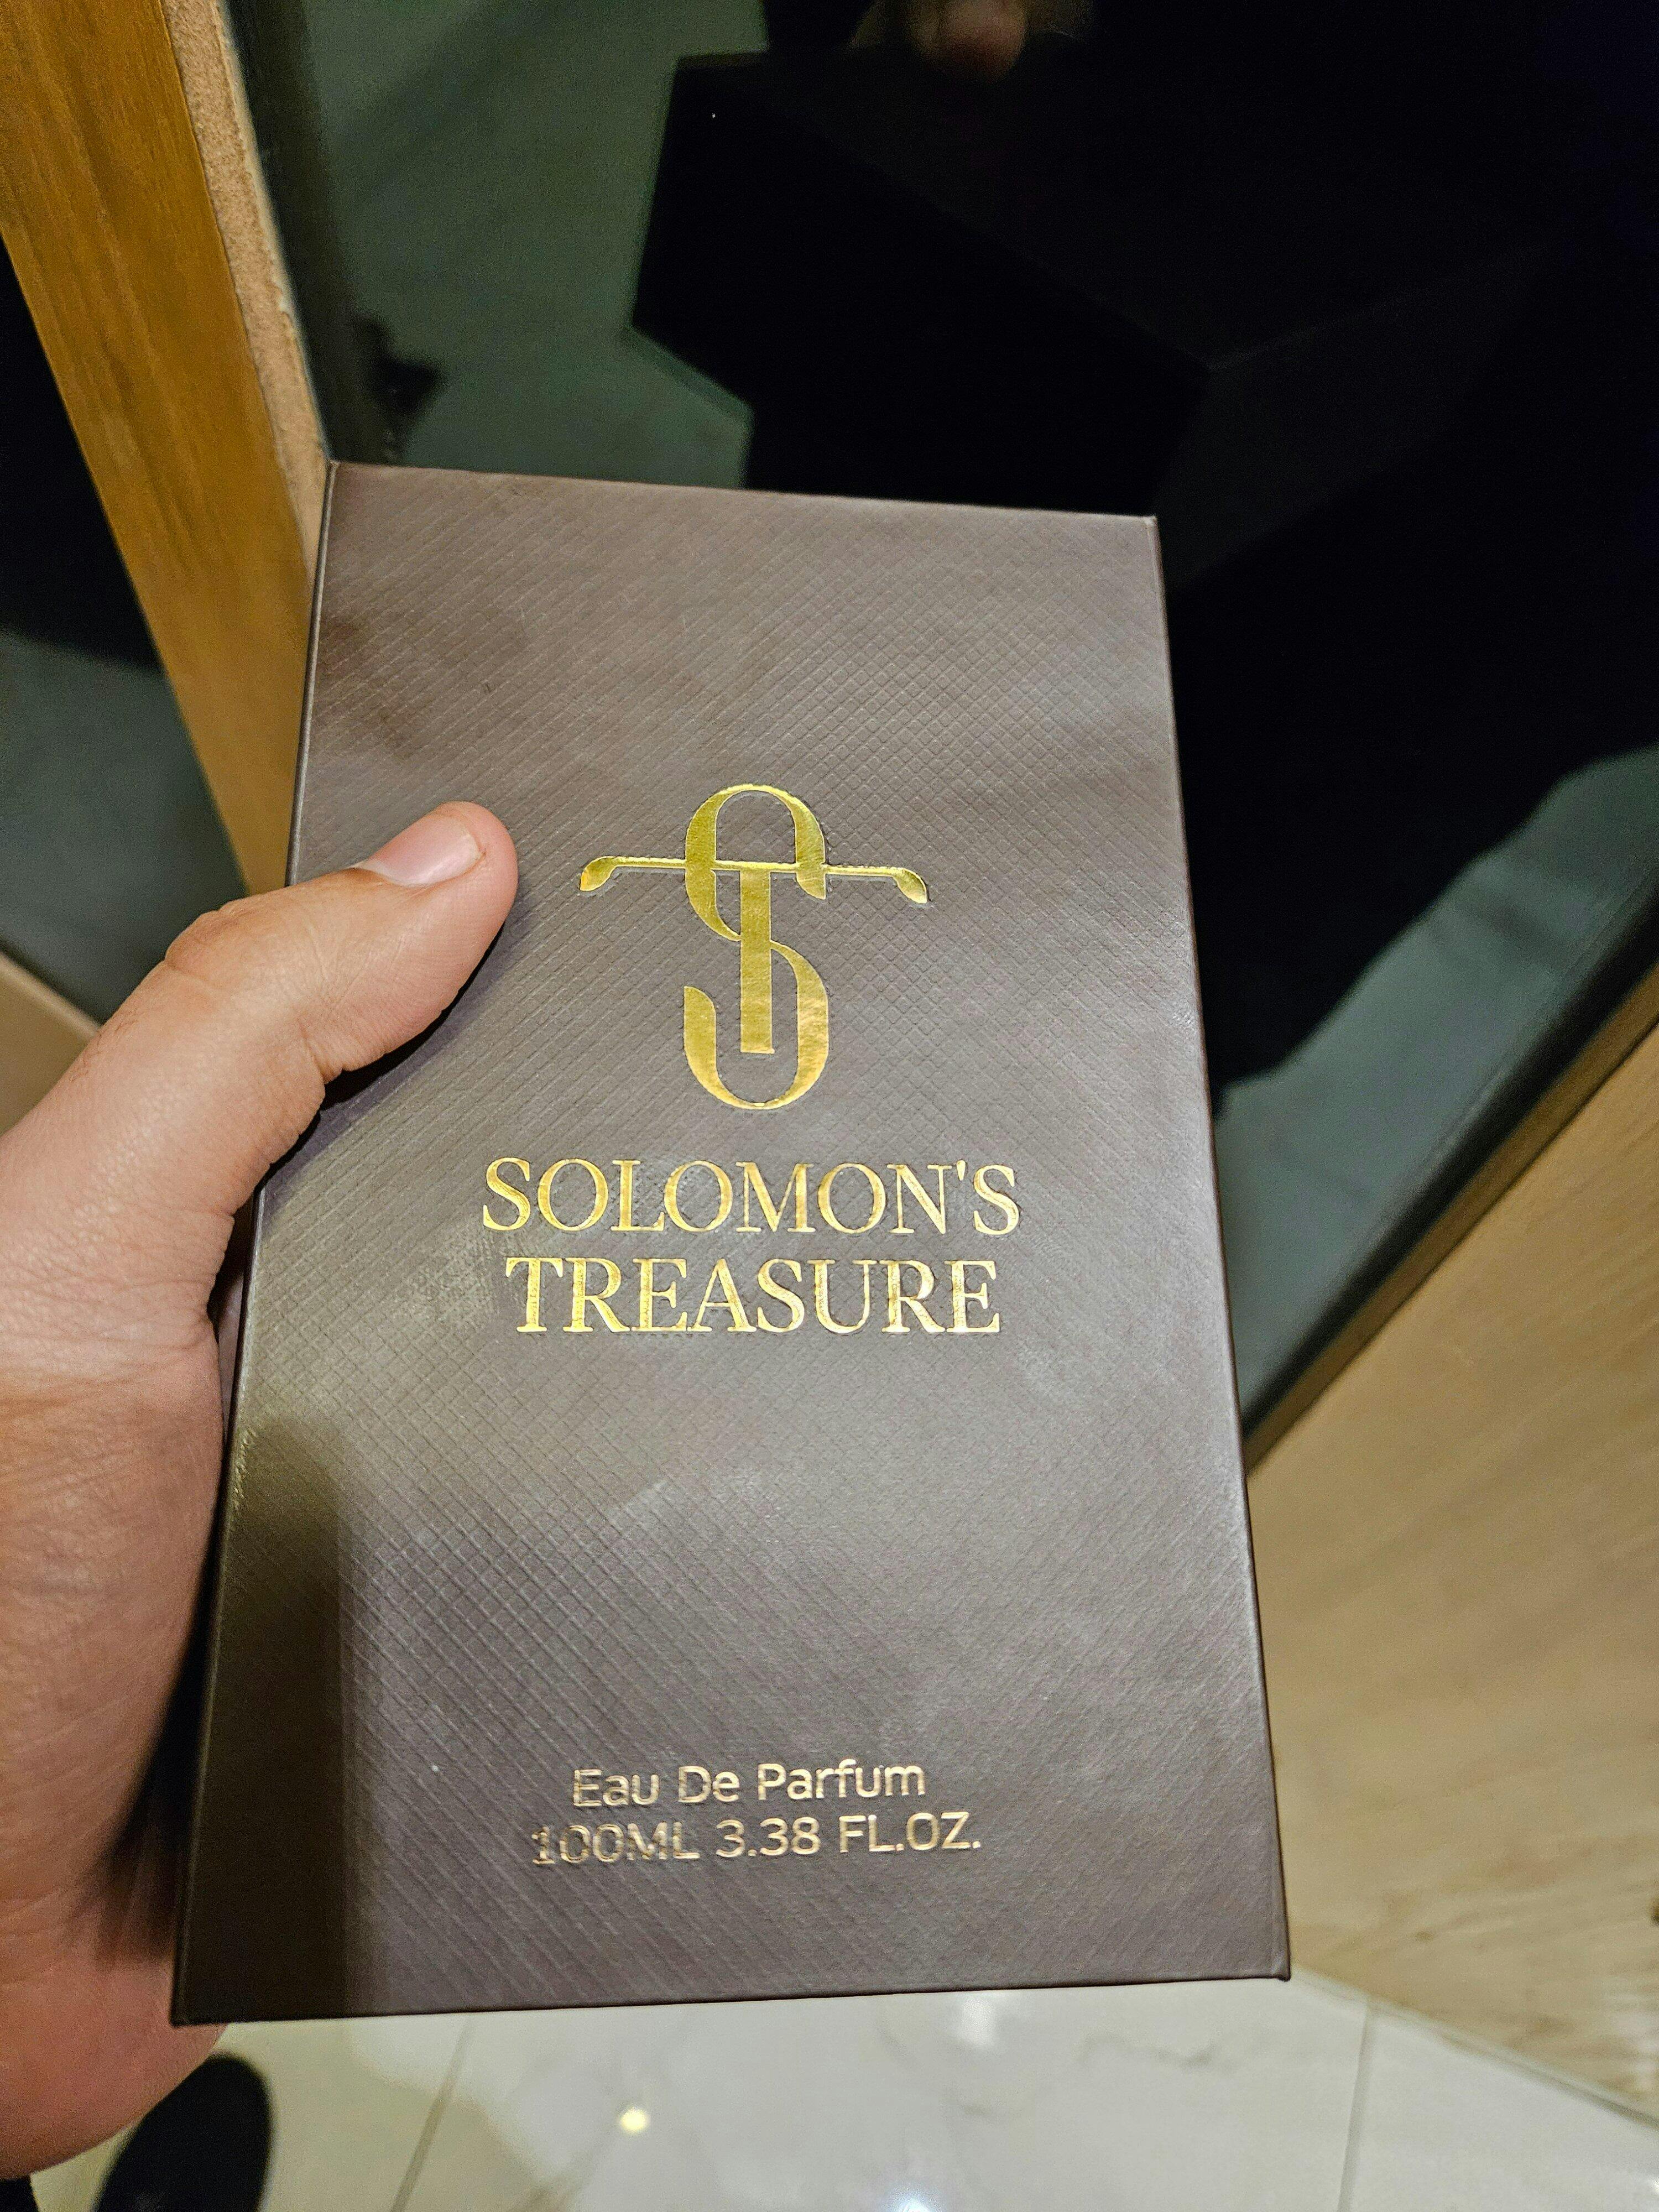 SOLOMON'S
TREASURE
Eau De Parfum
100ML 3.38 FL.OZ.